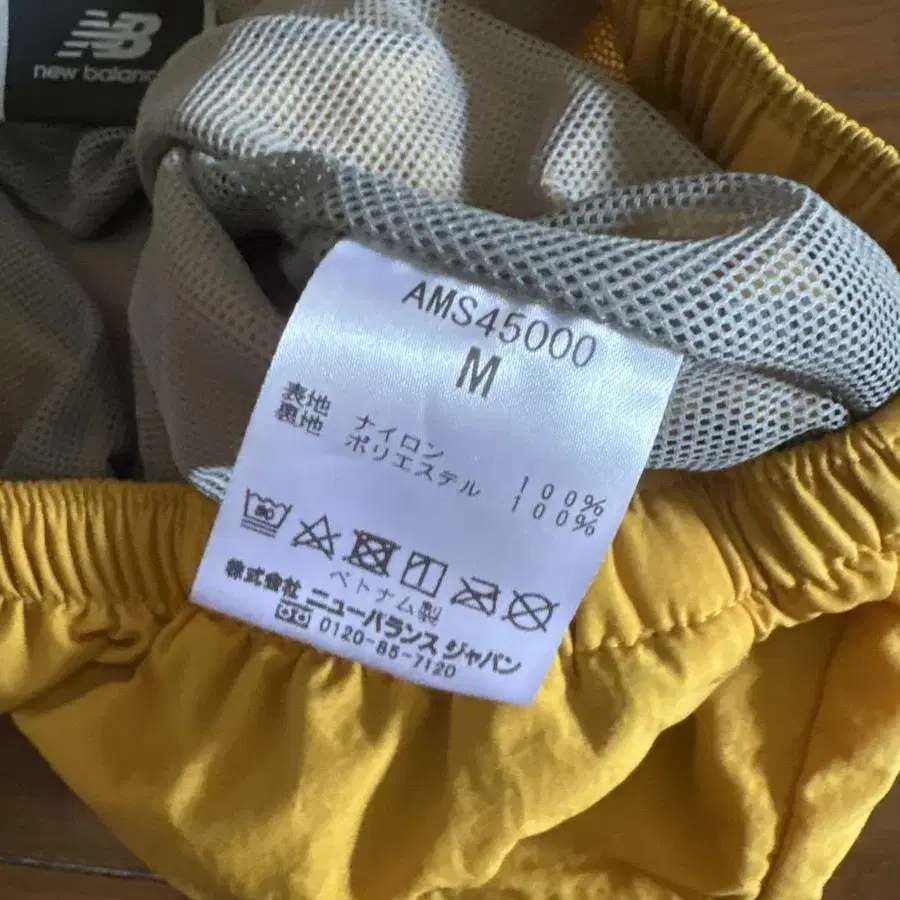 NB
new balance
AMS45000
M
表地 ナイロン 100%
裏地 ポリエステル 100%
30
ベトナム製
株式会社 ニューバランス ジャパン
0120-85-7120